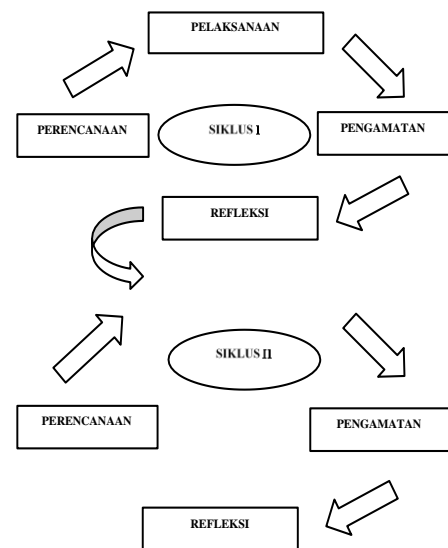 PELAKSANAAN
PERENCANAAN
SIKLUS I
PENGAMATAN
REFLEKSI
SIKLUS II
PERENCANAAN
PENGAMATAN
REFLEKSI